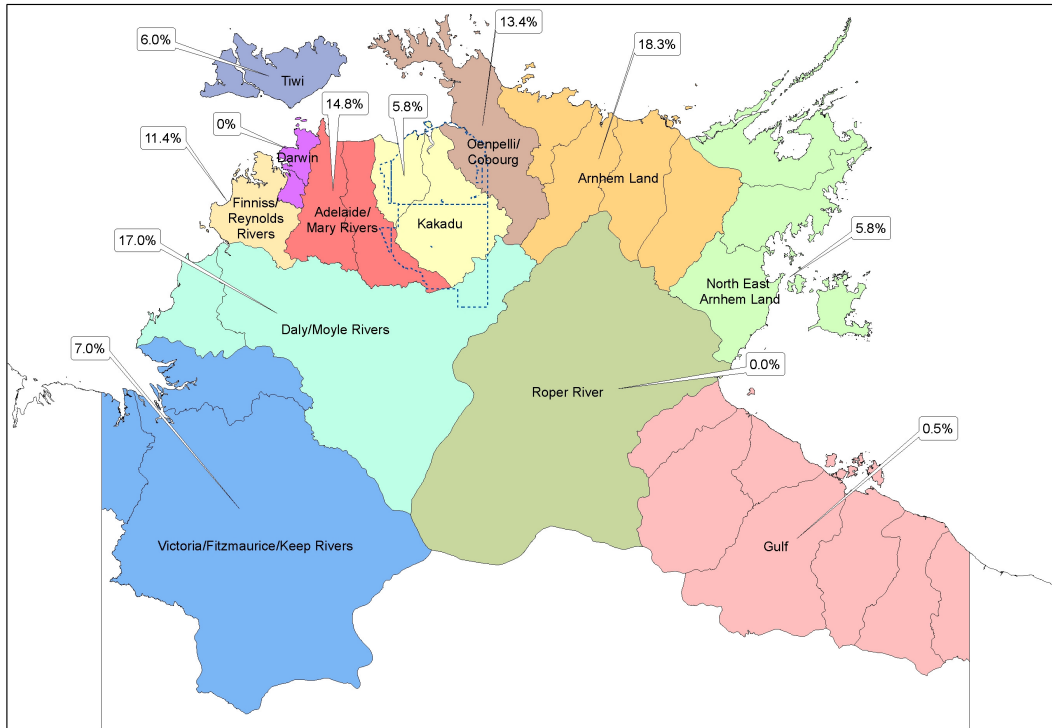 13.4%
6.0%
18.3%
Tiwi
14.8%
5.8%
0%
11.4%
Oenpelli/
Cobourg
Darwin
Arnhem Land
Finniss/
Reynolds
Rivers
Adelaide/
Mary Rivers
Kakadu
17.0%
5.8%
North East
Arnhem Land
Daly/Moyle Rivers
7.0%
0.0%
Roper River
0.5%
Victoria/Fitzmaurice/Keep Rivers
Gulf